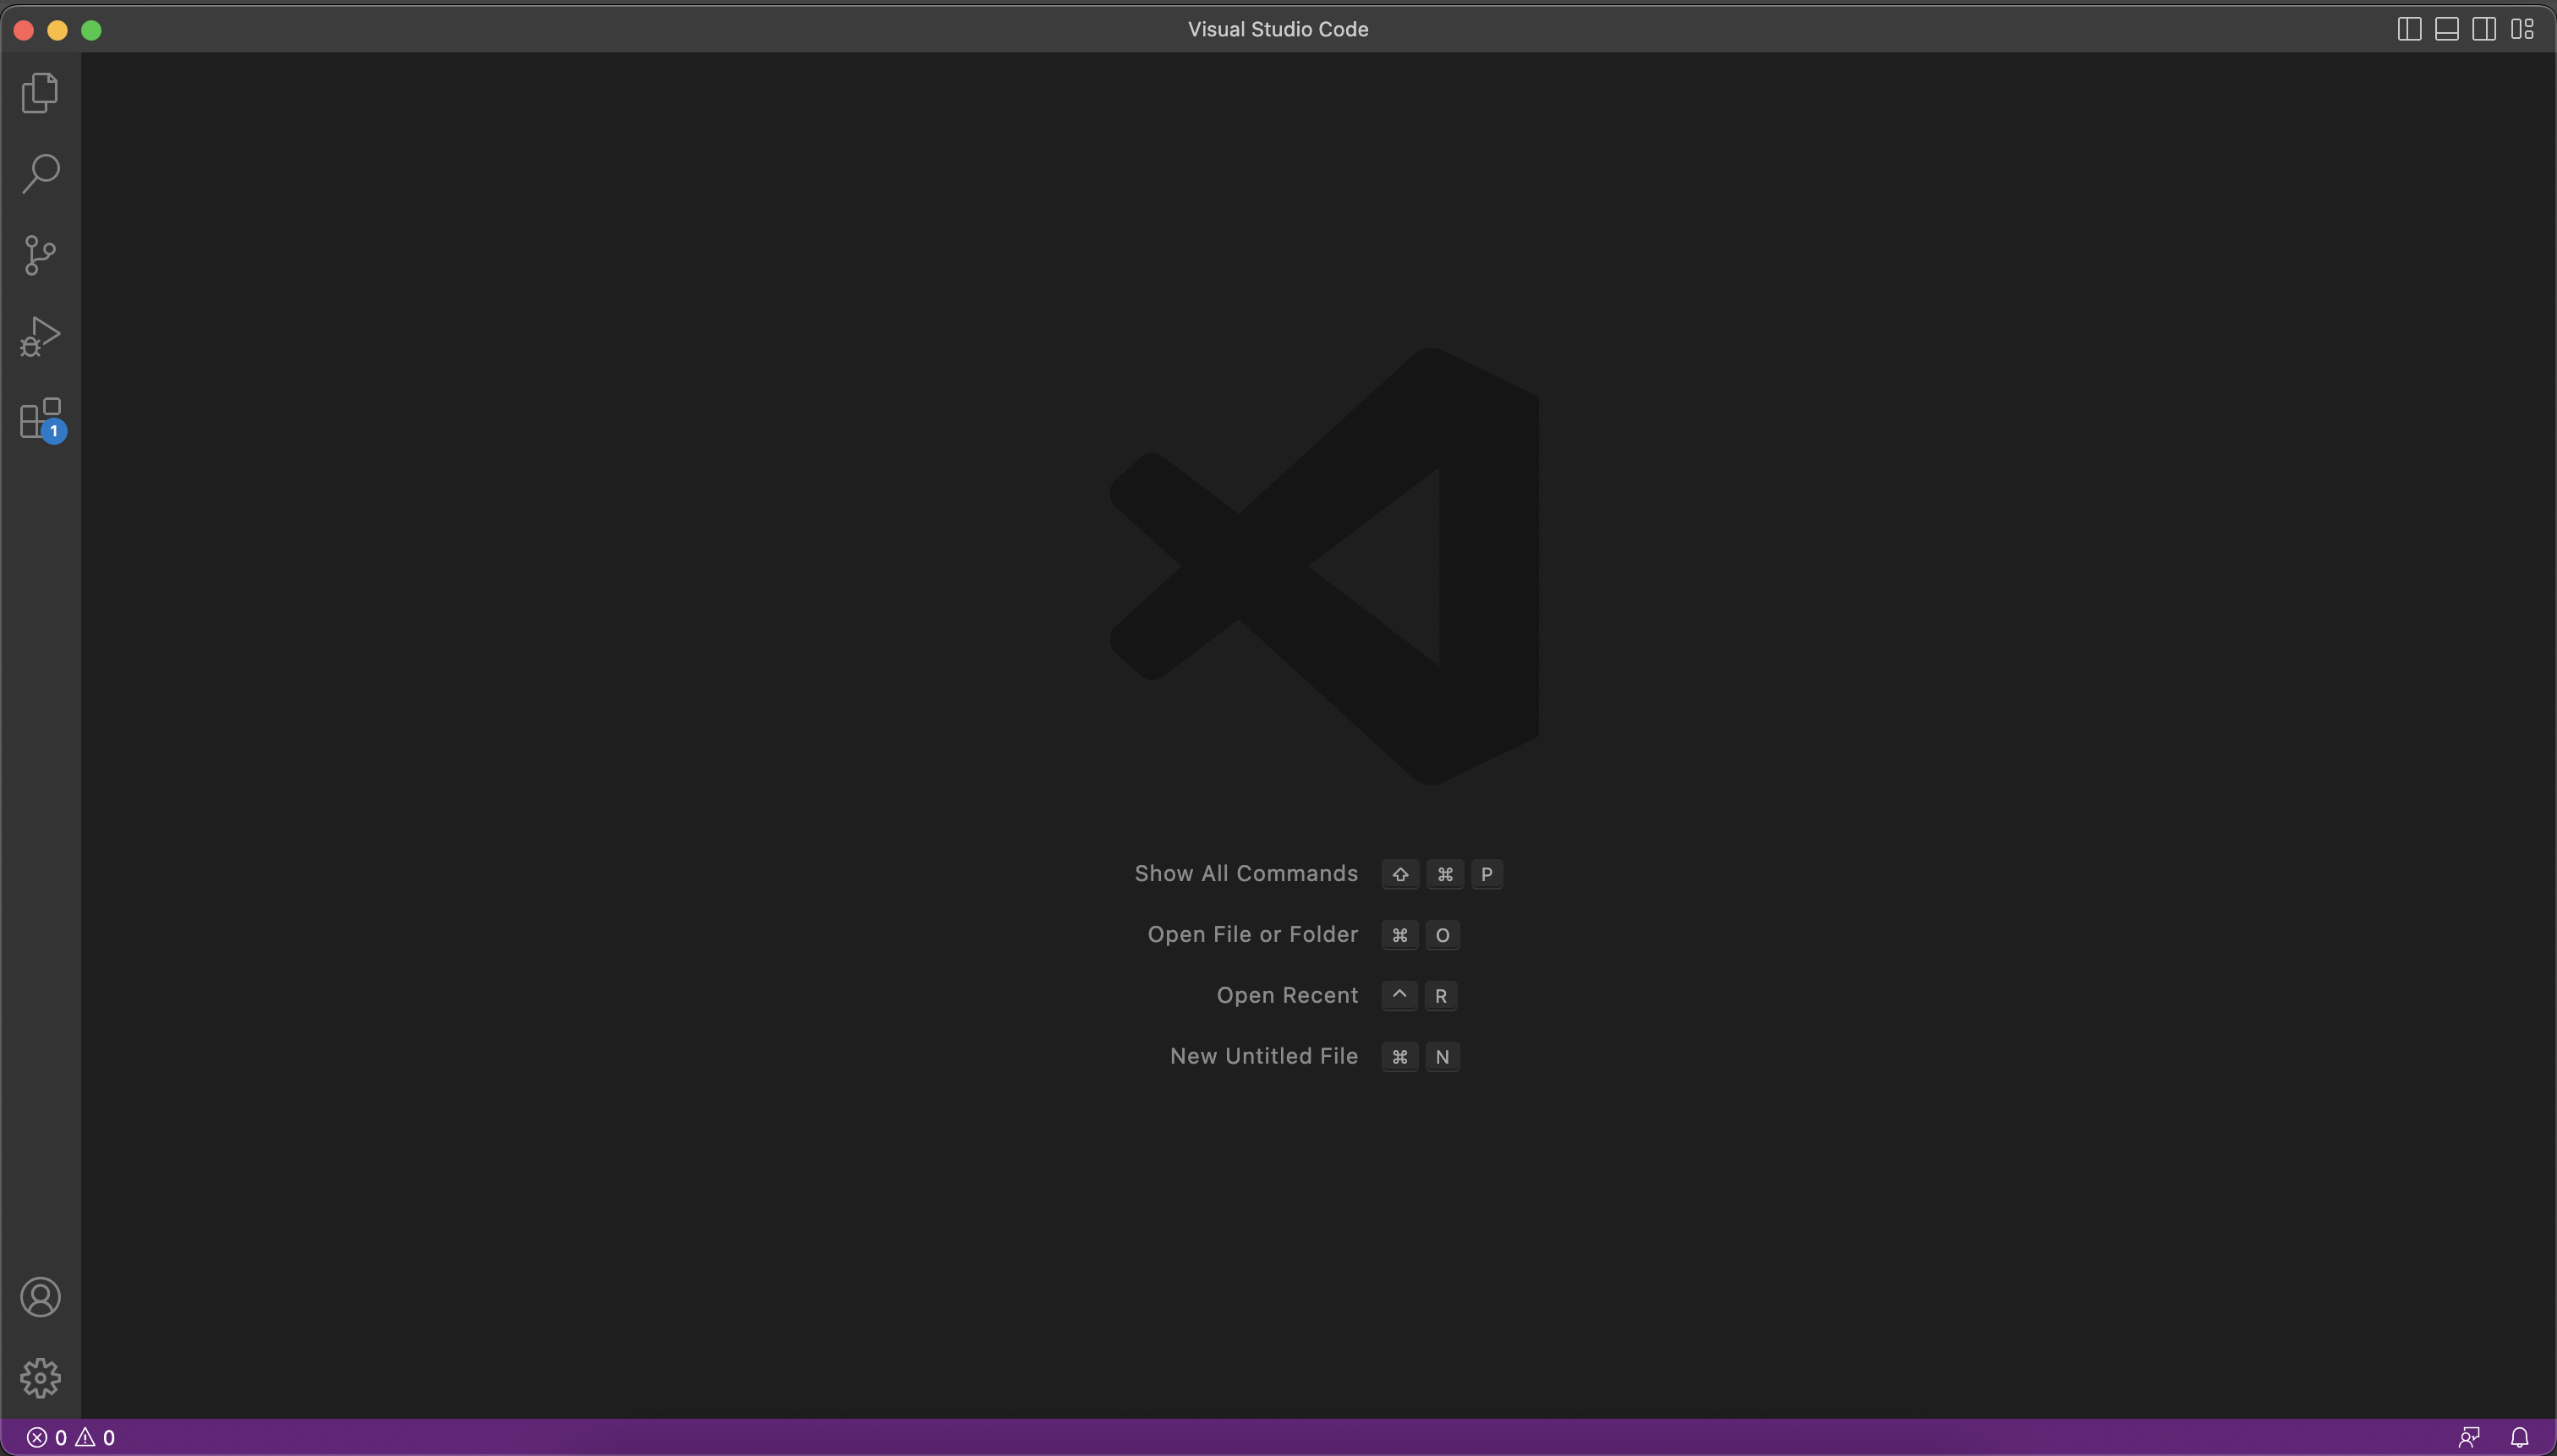 Visual Studio Code
1
Show All Commands ⇧ ⌘ P
Open File or Folder ⌘ O
Open Recent ^ R
New Untitled File ⌘ N
0 0